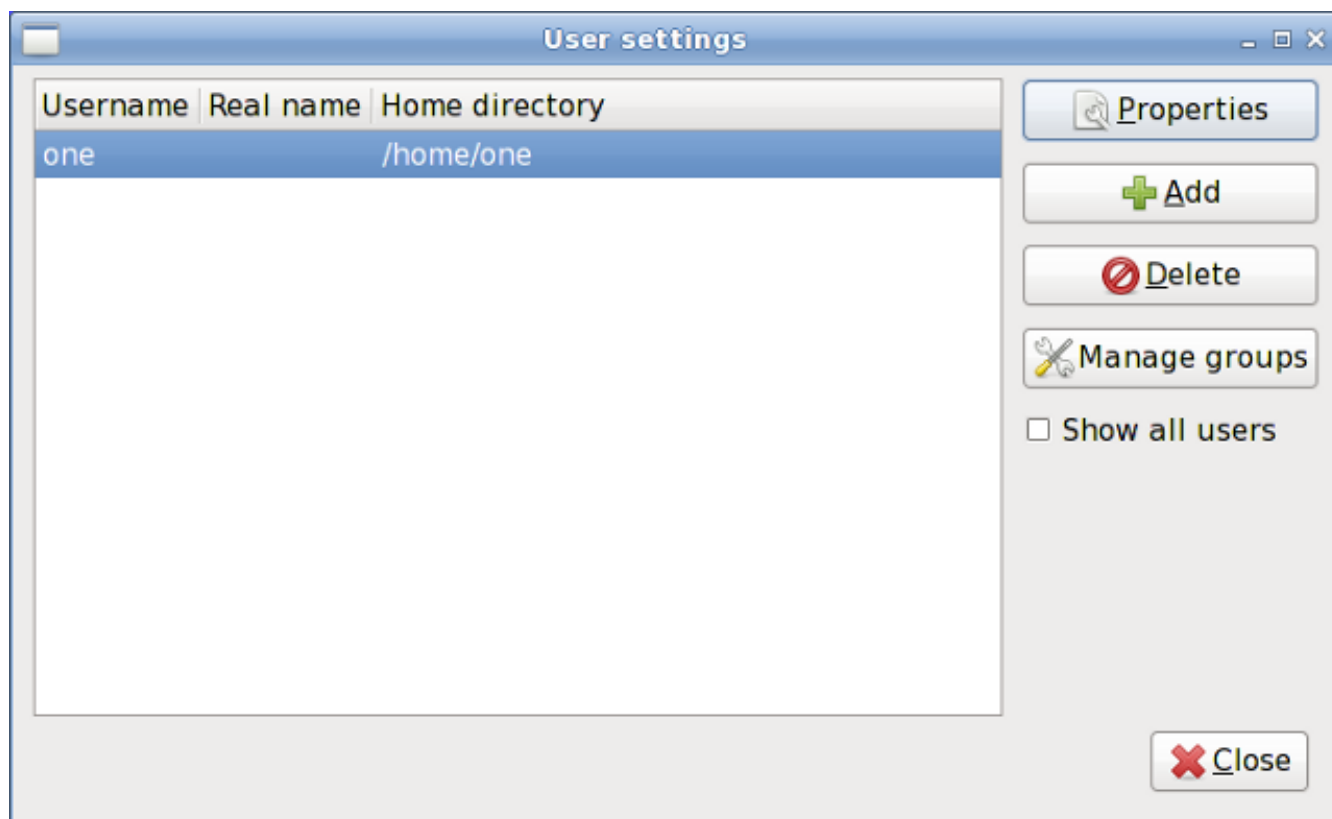 User settings
Username Real name Home directory
one /home/one
Properties
Add
Delete
Manage groups
Show all users
Close